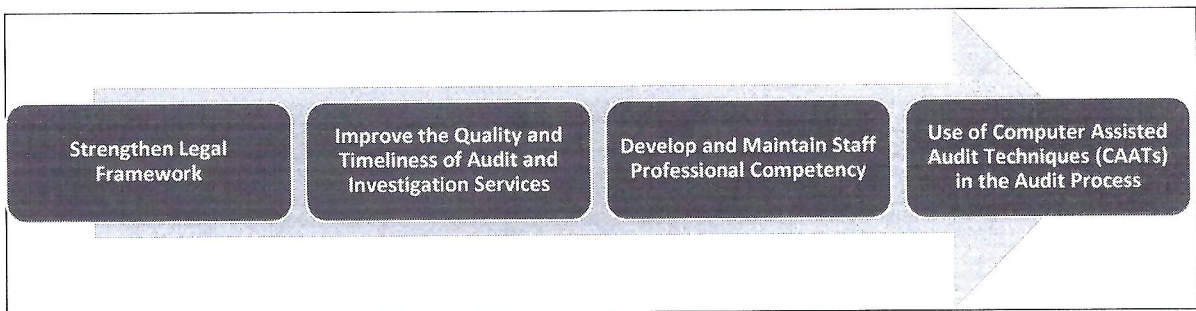 Strengthen Legal
Framework
Improve the Quality and
Timeliness of Audit and
Investigation Services
Develop and Maintain Staff
Professional Competency
Use of Computer Assisted
Audit Techniques (CAATs)
in the Audit Process